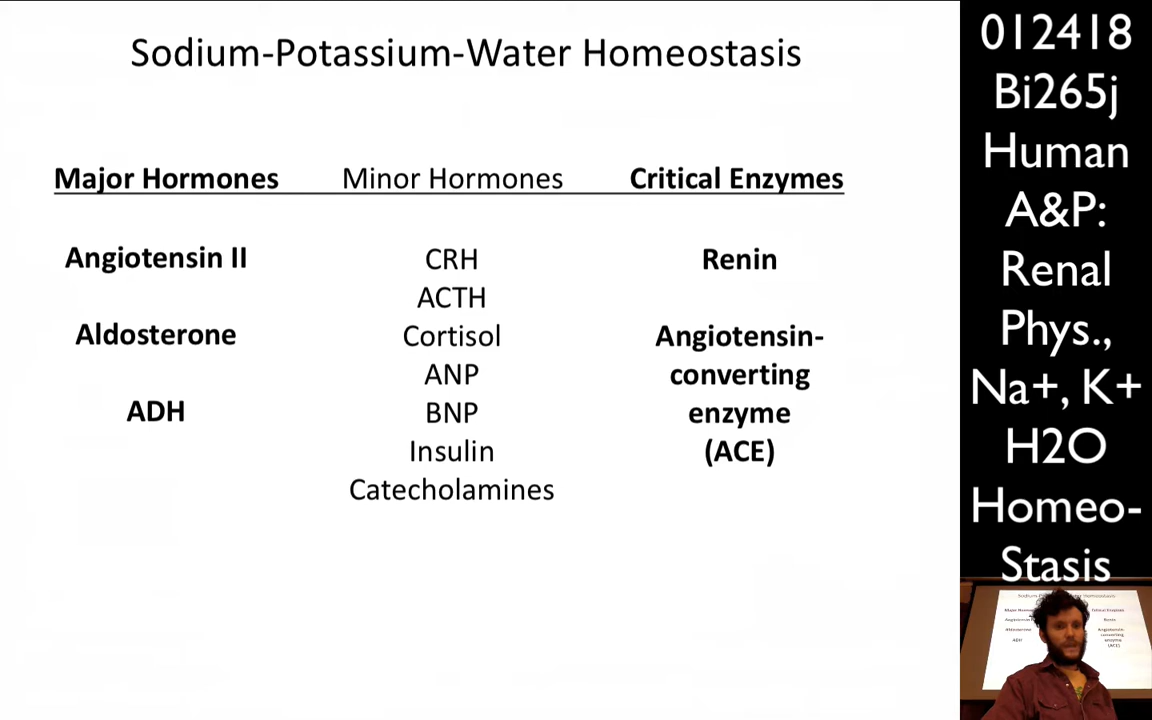 Sodium-Potassium-Water Homeostasis
Major Hormones Minor Hormones Critical Enzymes
Angiotensin II CRH Renin
ACTH
Aldosterone Cortisol Angiotensin-
ANP converting
ADH BNP enzyme
Insulin (ACE)
Catecholamines
012418
Bi265j
Human
A&P:
Renal
Phys.,
Na+, K+
H2O
Homeo-
Stasis